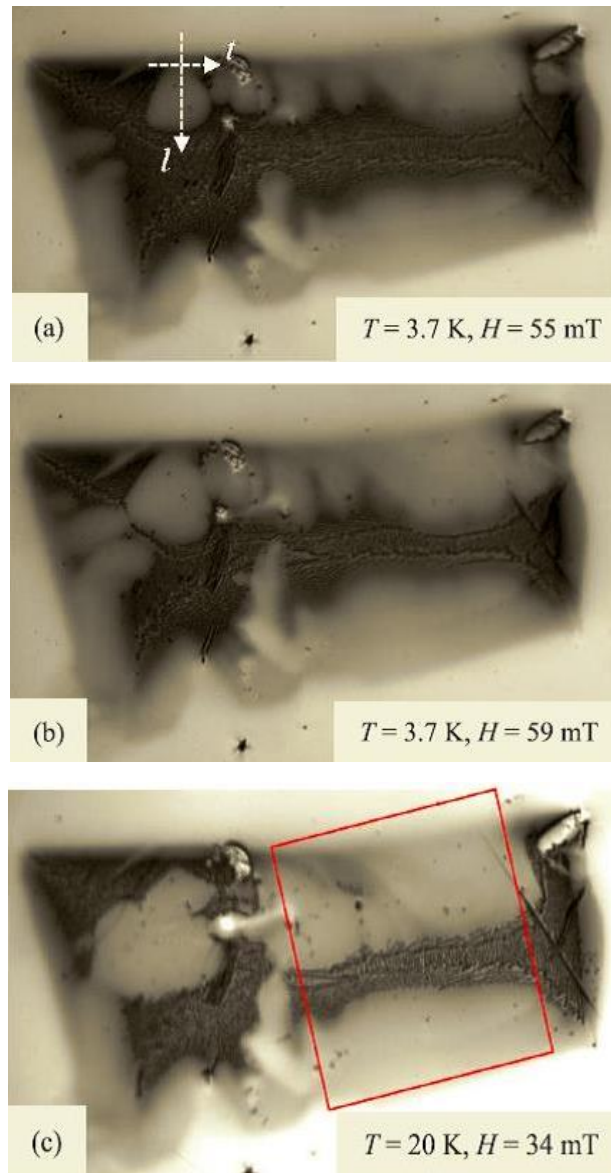 t
l
(a)
T = 3.7 K, H = 55 mT
(b)
T = 3.7 K, H = 59 mT
(c)
T = 20 K, H = 34 mT